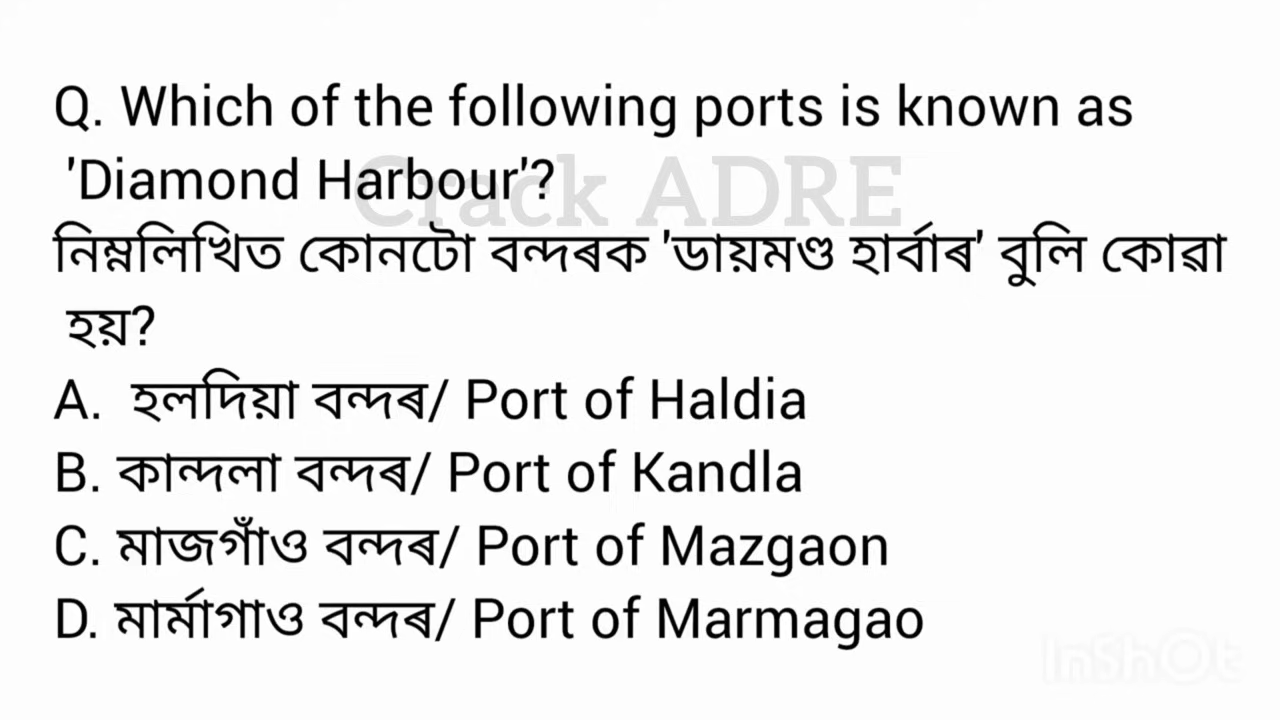 Q. Which of the following ports is known as
'Diamond Harbour'?
Crack ADRE
নিম্নলিখিত কোনটো বন্দৰক 'ডায়মণ্ড হাৰ্বাৰ' বুলি কোৱা
হয়?
A. হলদিয়া বন্দৰ/ Port of Haldia
B. কান্দলা বন্দৰ/ Port of Kandla
C. মাজগাঁও বন্দৰ/ Port of Mazgaon
D. মাৰ্মাগাও বন্দৰ/ Port of Marmagao
InShOt